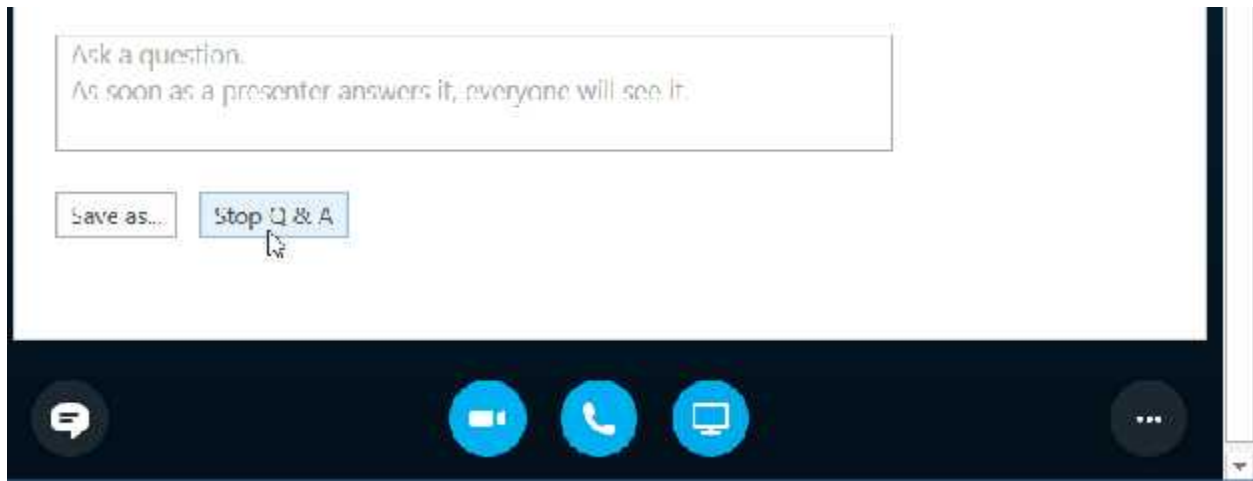 Ask a question.
As soon as a presenter answers it, everyone will see it.
Save as...
Stop Q & A